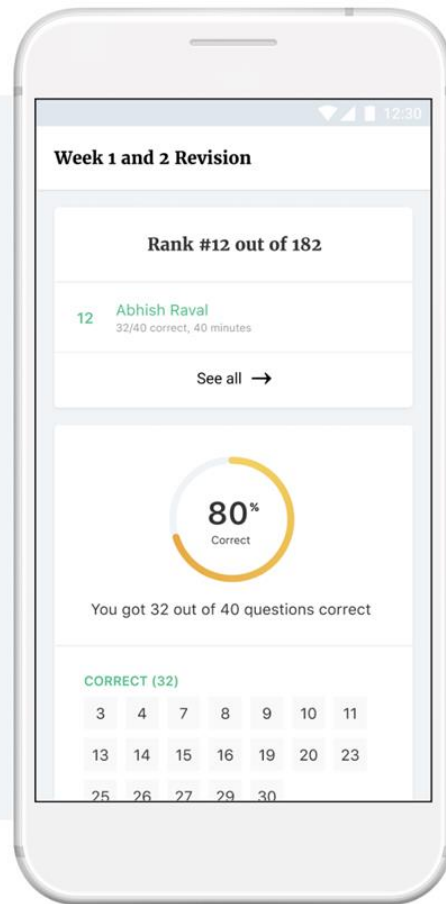 12:30
Week 1 and 2 Revision
Rank #12 out of 182
12
Abhish Raval
32/40 correct, 40 minutes
See all →
80%
Correct
You got 32 out of 40 questions correct
CORRECT (32)
3 4 7 8 9 10 11
13 14 15 16 19 20 23
25 26 27 29 30